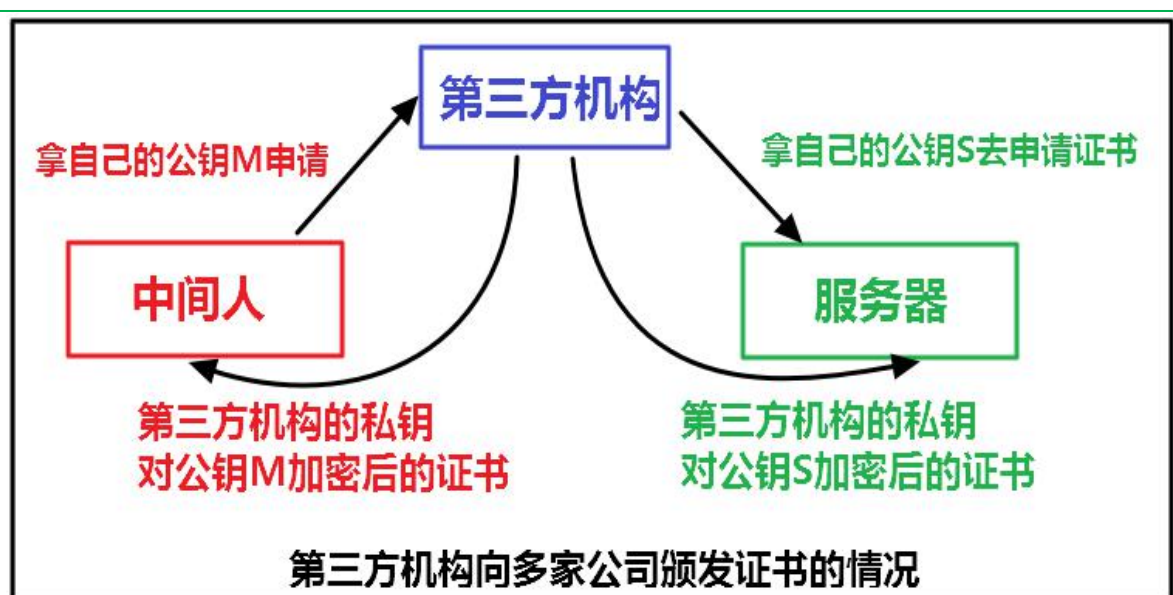 第三方机构
拿自己的公钥M申请
拿自己的公钥S去申请证书
中间人
服务器
第三方机构的私钥
对公钥M加密后的证书
第三方机构的私钥
对公钥S加密后的证书
第三方机构向多家公司颁发证书的情况